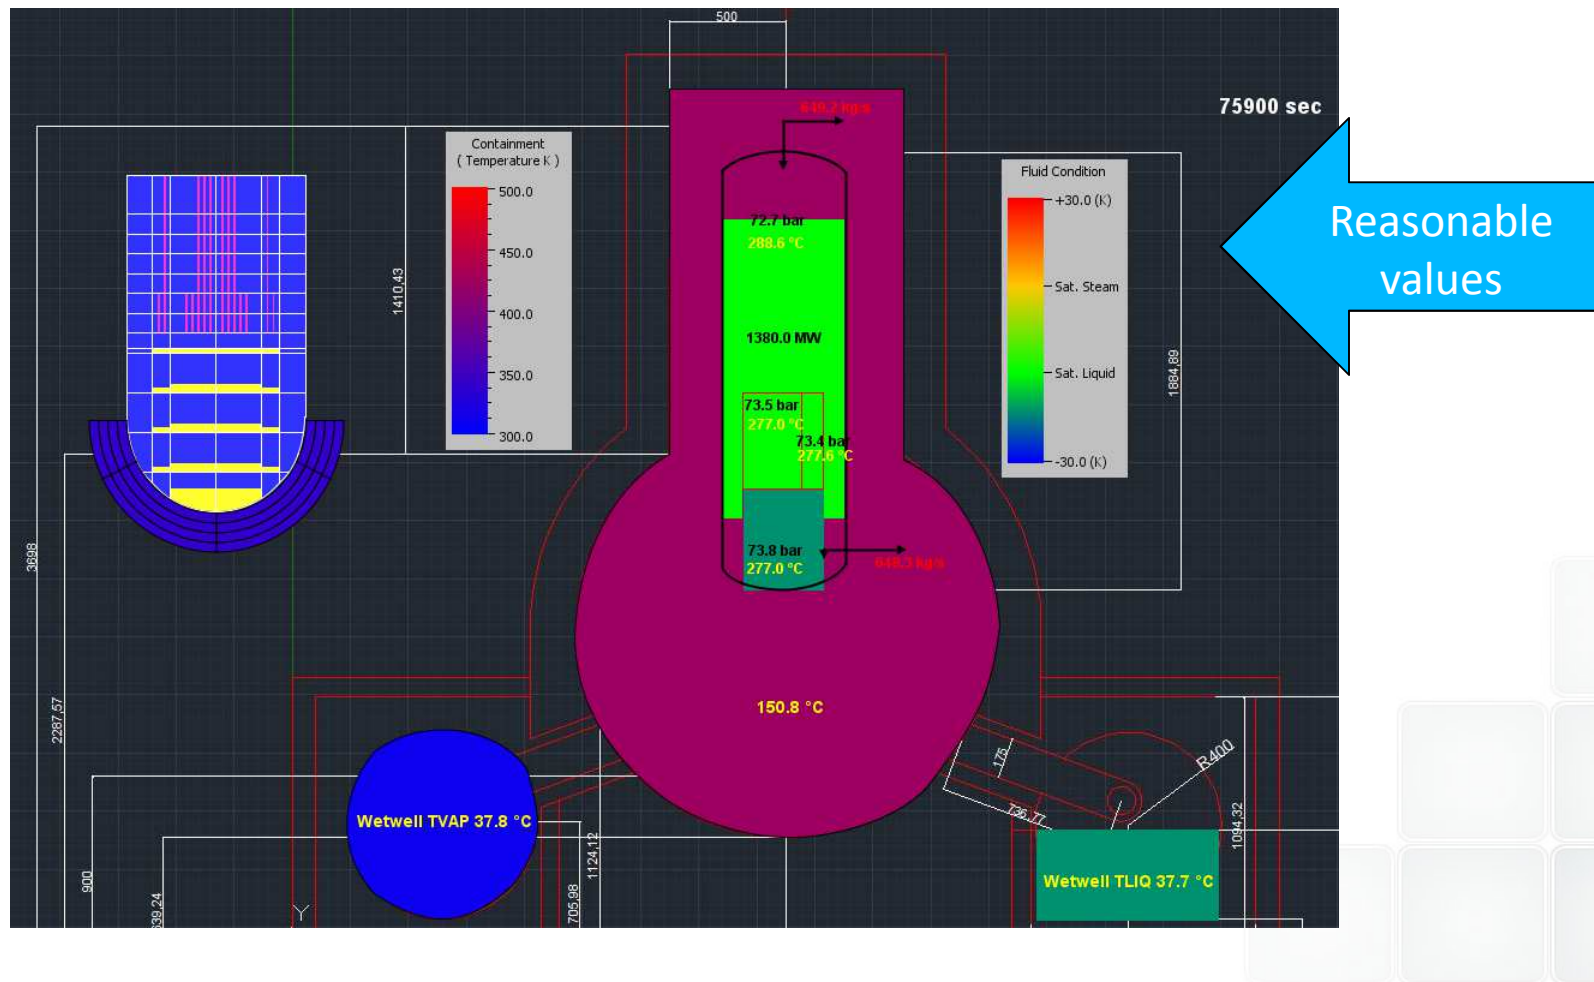 500
75900 sec
649.2 kg/s
Containment
( Temperature K )
500.0
450.0
400.0
350.0
300.0
Fluid Condition
+30.0 (K)
Sat. Steam
Sat. Liquid
-30.0 (K)
Reasonable
values
72.7 bar
288.6 °C
1380.0 MW
73.5 bar
277.0 °C
73.4 bar
277.6 °C
73.8 bar
277.0 °C
1410,43
1884,89
3698
2287,57
150.8 °C
175
R400
736,77
1094,32
Wetwell TVAP 37.8 °C
1124,12
Wetwell TLIQ 37.7 °C
900
705,98
Y